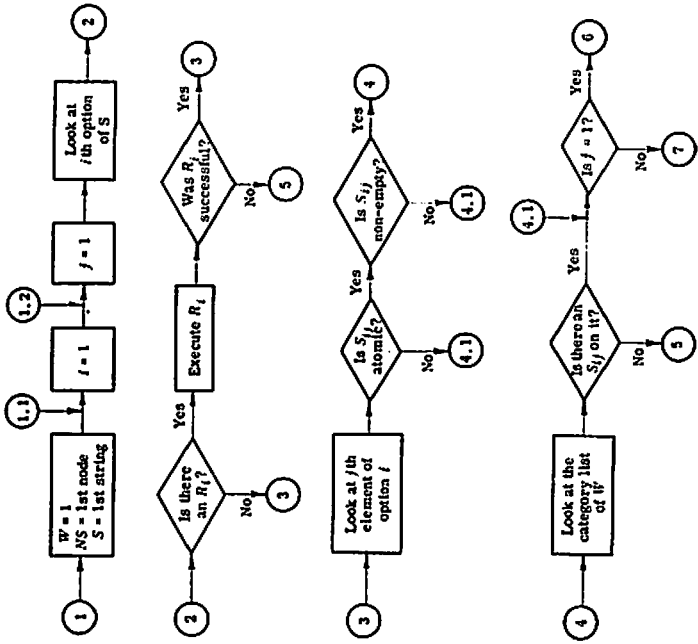 1
W = 1
NS = 1st node
S = 1st string
1.1
i = 1
1.2
j = 1
Look at
ith option
of S
2
2
Is there
an Ri?
Yes
No
3
Execute Ri
Was Ri
successful?
Yes
3
No
5
3
Look at jth
element of
option i
Is Sij
atomic?
Yes
No
4.1
Is Sij
non-empty?
Yes
4
No
4.1
4
Look at the
category list
of W
Is there an
Sij on it?
Yes
No
5
4.1
Is j = 1?
Yes
6
No
7